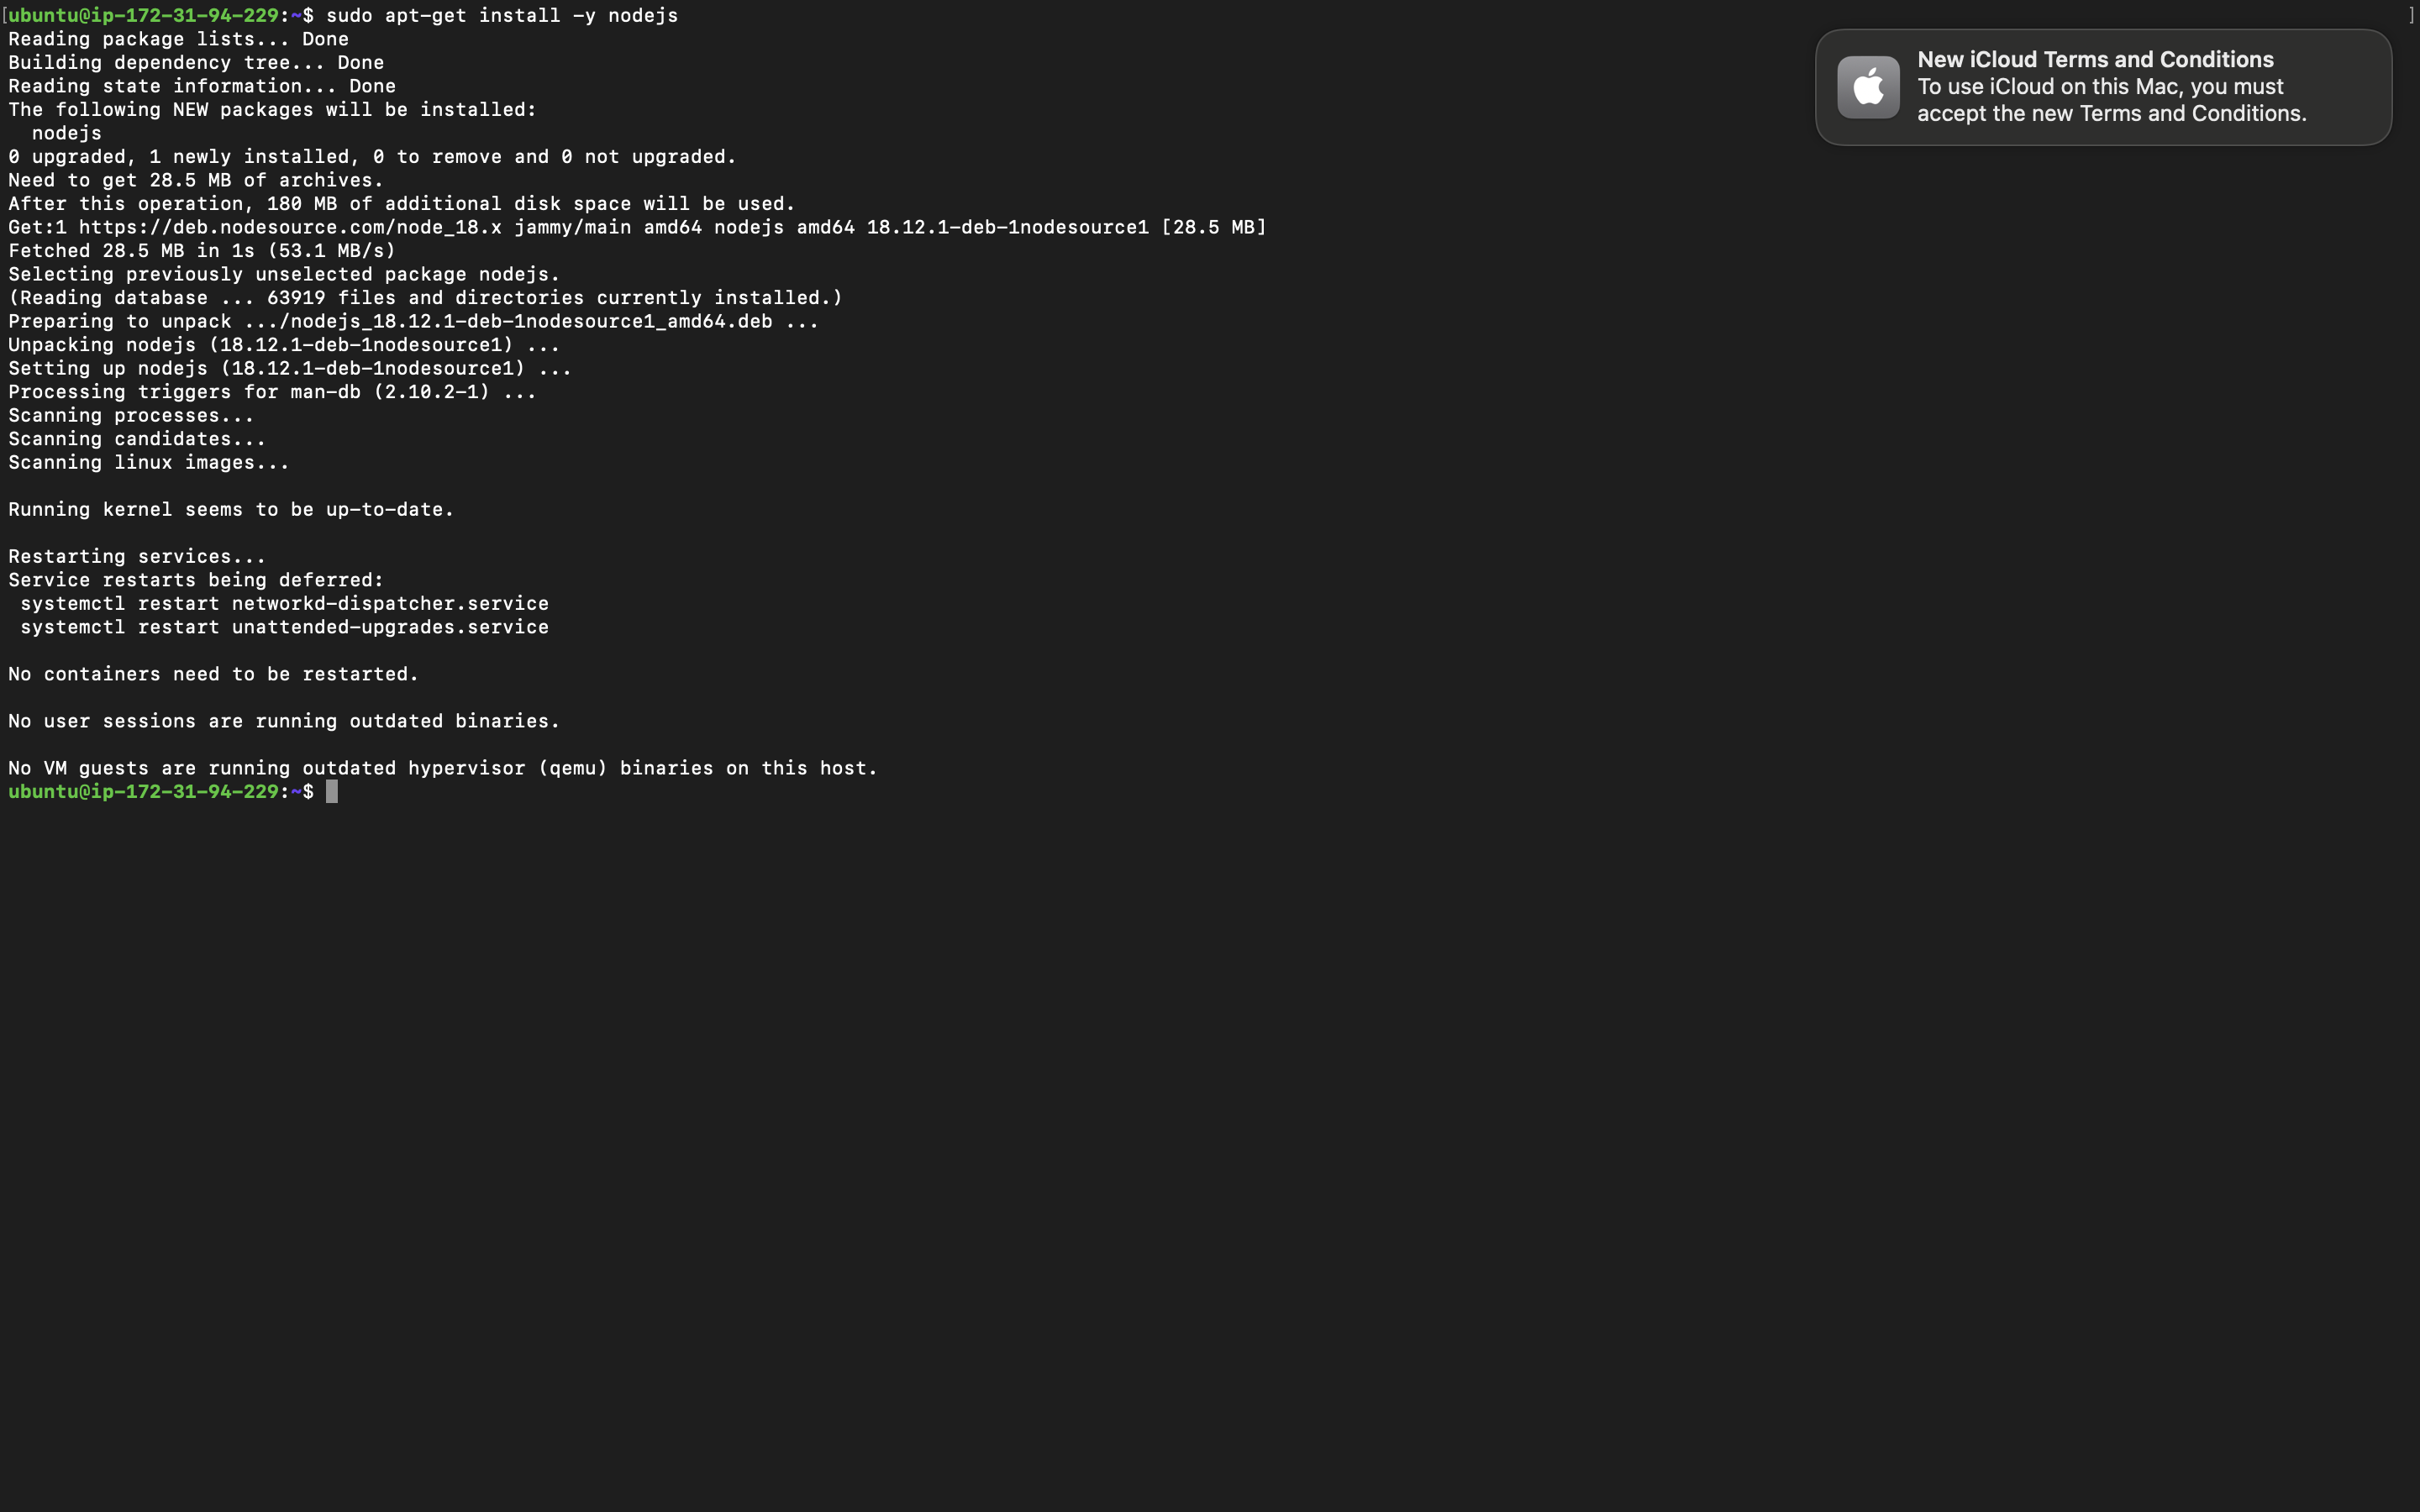 [ubuntu@ip-172-31-94-229:~$ sudo apt-get install -y nodejs ]
Reading package lists... Done
Building dependency tree... Done
Reading state information... Done
The following NEW packages will be installed:
  nodejs
0 upgraded, 1 newly installed, 0 to remove and 0 not upgraded.
Need to get 28.5 MB of archives.
After this operation, 180 MB of additional disk space will be used.
Get:1 https://deb.nodesource.com/node_18.x jammy/main amd64 nodejs amd64 18.12.1-deb-1nodesource1 [28.5 MB]
Fetched 28.5 MB in 1s (53.1 MB/s)
Selecting previously unselected package nodejs.
(Reading database ... 63919 files and directories currently installed.)
Preparing to unpack .../nodejs_18.12.1-deb-1nodesource1_amd64.deb ...
Unpacking nodejs (18.12.1-deb-1nodesource1) ...
Setting up nodejs (18.12.1-deb-1nodesource1) ...
Processing triggers for man-db (2.10.2-1) ...
Scanning processes...
Scanning candidates...
Scanning linux images...

Running kernel seems to be up-to-date.

Restarting services...
Service restarts being deferred:
 systemctl restart networkd-dispatcher.service
 systemctl restart unattended-upgrades.service

No containers need to be restarted.

No user sessions are running outdated binaries.

No VM guests are running outdated hypervisor (qemu) binaries on this host.
ubuntu@ip-172-31-94-229:~$
New iCloud Terms and Conditions
To use iCloud on this Mac, you must
accept the new Terms and Conditions.